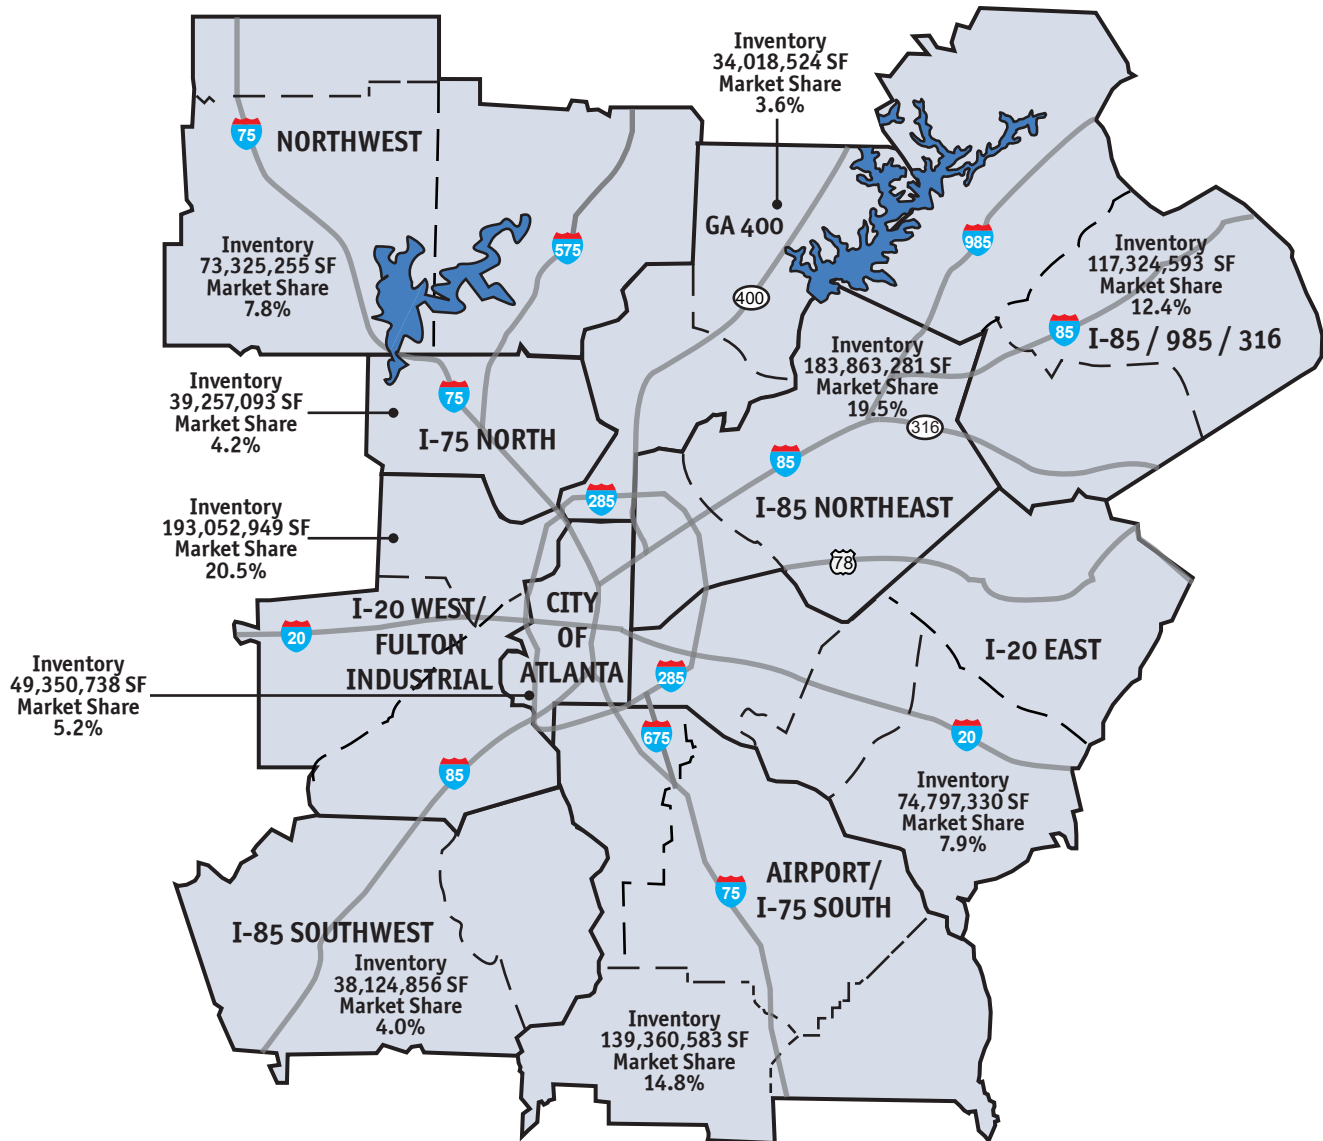 Inventory
34,018,524 SF
Market Share
3.6%
75
NORTHWEST
GA 400
575
985
Inventory
73,325,255 SF
Market Share
7.8%
Inventory
117,324,593 SF
Market Share
12.4%
400
85
I-85 / 985 / 316
Inventory
183,863,281 SF
Market Share
19.5%
Inventory
39,257,093 SF
Market Share
4.2%
75
I-75 NORTH
316
85
285
I-85 NORTHEAST
Inventory
193,052,949 SF
Market Share
20.5%
78
I-20 WEST/
FULTON
INDUSTRIAL
20
CITY
OF
ATLANTA
I-20 EAST
Inventory
49,350,738 SF
Market Share
5.2%
285
675
20
85
Inventory
74,797,330 SF
Market Share
7.9%
75
AIRPORT/
I-75 SOUTH
I-85 SOUTHWEST
Inventory
38,124,856 SF
Market Share
4.0%
Inventory
139,360,583 SF
Market Share
14.8%